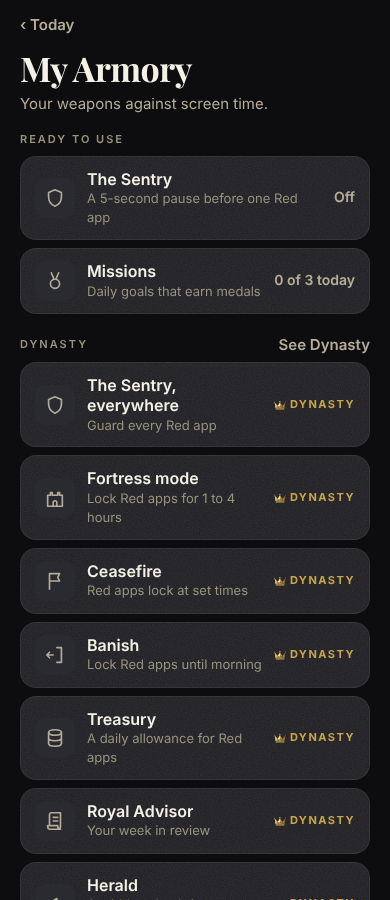 ‹ Today
My Armory
Your weapons against screen time.
READY TO USE
The Sentry
A 5-second pause before one Red
app
Off
Missions
Daily goals that earn medals
0 of 3 today
DYNASTY
See Dynasty
The Sentry,
everywhere
Guard every Red app
DYNASTY
Fortress mode
Lock Red apps for 1 to 4
hours
DYNASTY
Ceasefire
Red apps lock at set times
DYNASTY
Banish
Lock Red apps until morning
DYNASTY
Treasury
A daily allowance for Red
apps
DYNASTY
Royal Advisor
Your week in review
DYNASTY
Herald